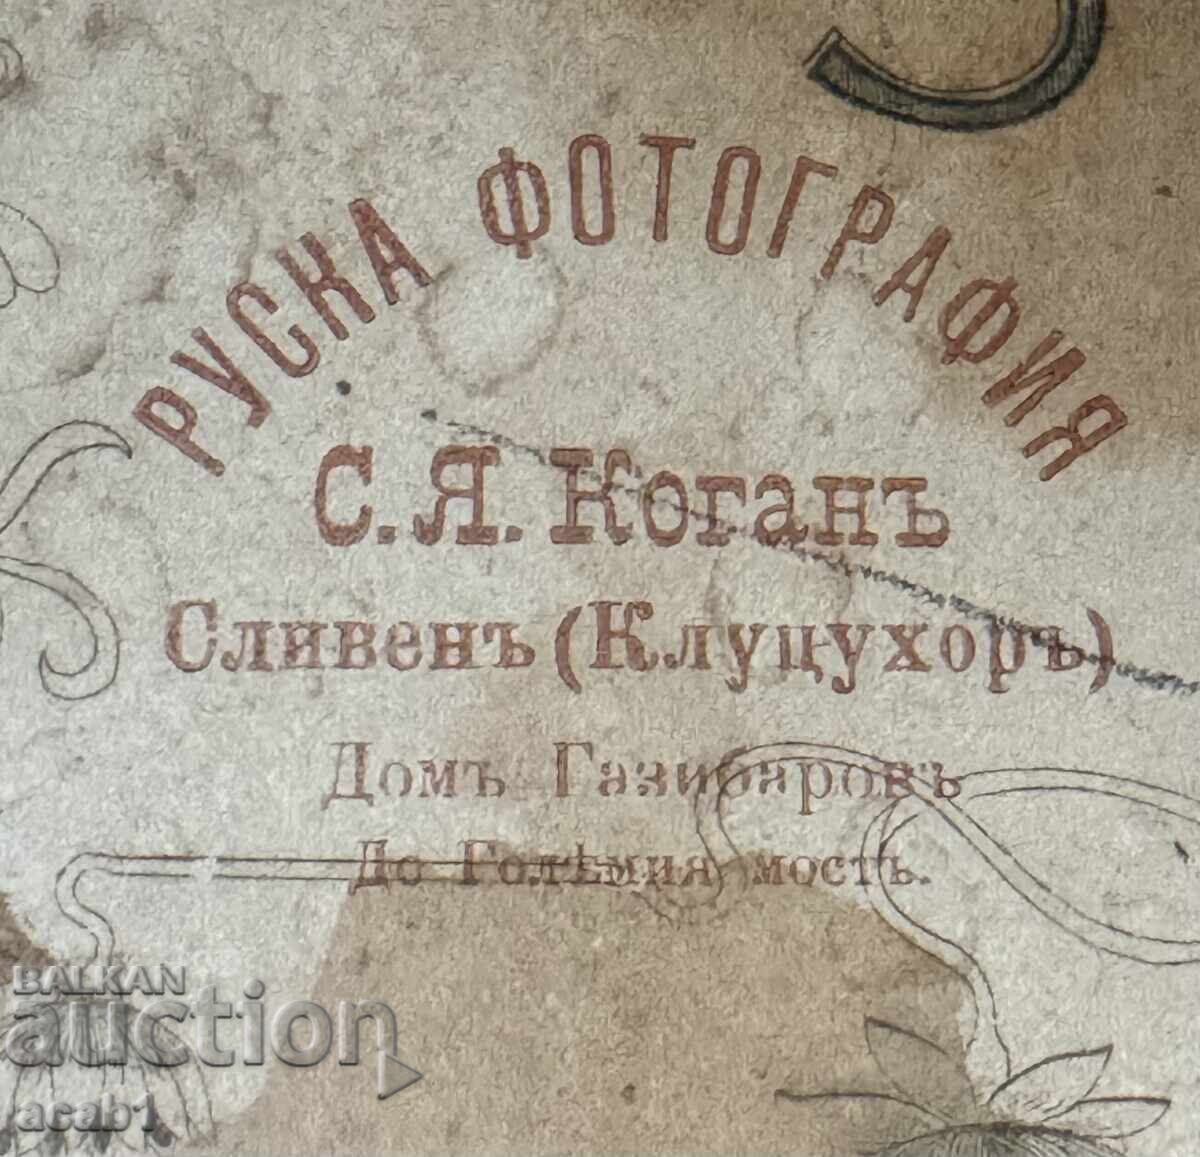 РУСКА ФОТОГРАФИЯ
С. Я. Коганъ
Сливенъ (Клуцухоръ)
Домъ Газибаровъ
До Голѣмия мостъ.
BALKAN
auction
acab1